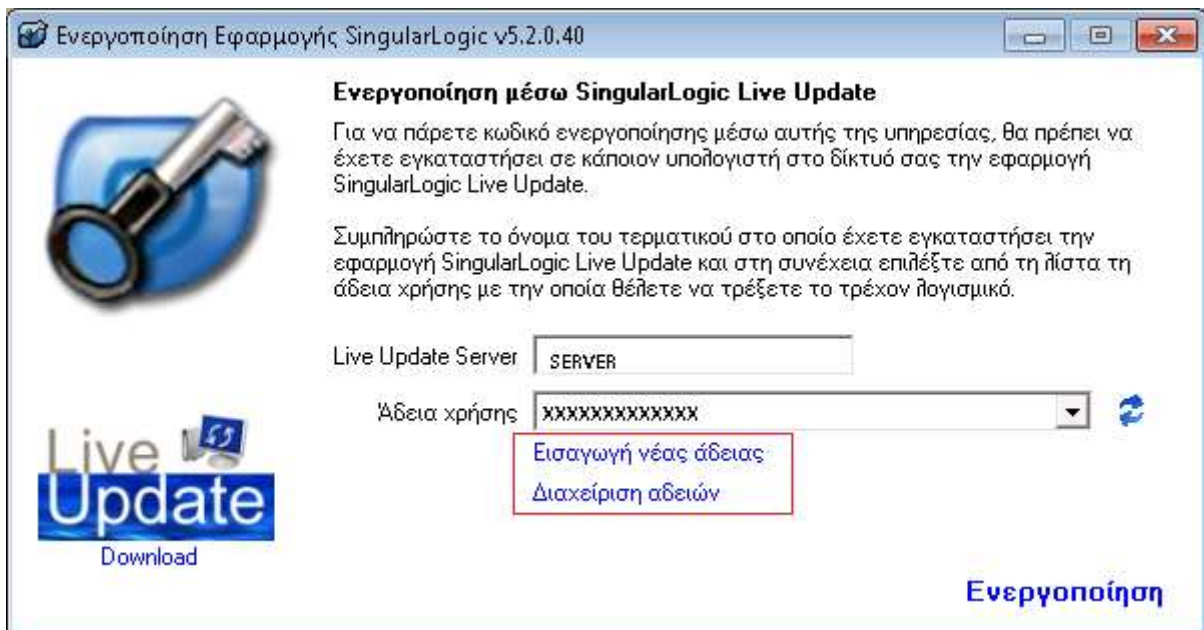 Ενεργοποίηση Εφαρμογής SingularLogic v5.2.0.40
Ενεργοποίηση μέσω SingularLogic Live Update
Για να πάρετε κωδικό ενεργοποίησης μέσω αυτής της υπηρεσίας, θα πρέπει να
έχετε εγκαταστήσει σε κάποιον υπολογιστή στο δίκτυό σας την εφαρμογή
SingularLogic Live Update.
Συμπληρώστε το όνομα του τερματικού στο οποίο έχετε εγκαταστήσει την
εφαρμογή SingularLogic Live Update και στη συνέχεια επιλέξτε από τη λίστα τη
άδεια χρήσης με την οποία θέλετε να τρέξετε το τρέχον λογισμικό.
Live Update Server SERVER
Άδεια χρήσης XXXXXXXXXXXXX
Εισαγωγή νέας άδειας
Διαχείριση αδειών
Live
Update
Download
Ενεργοποίηση